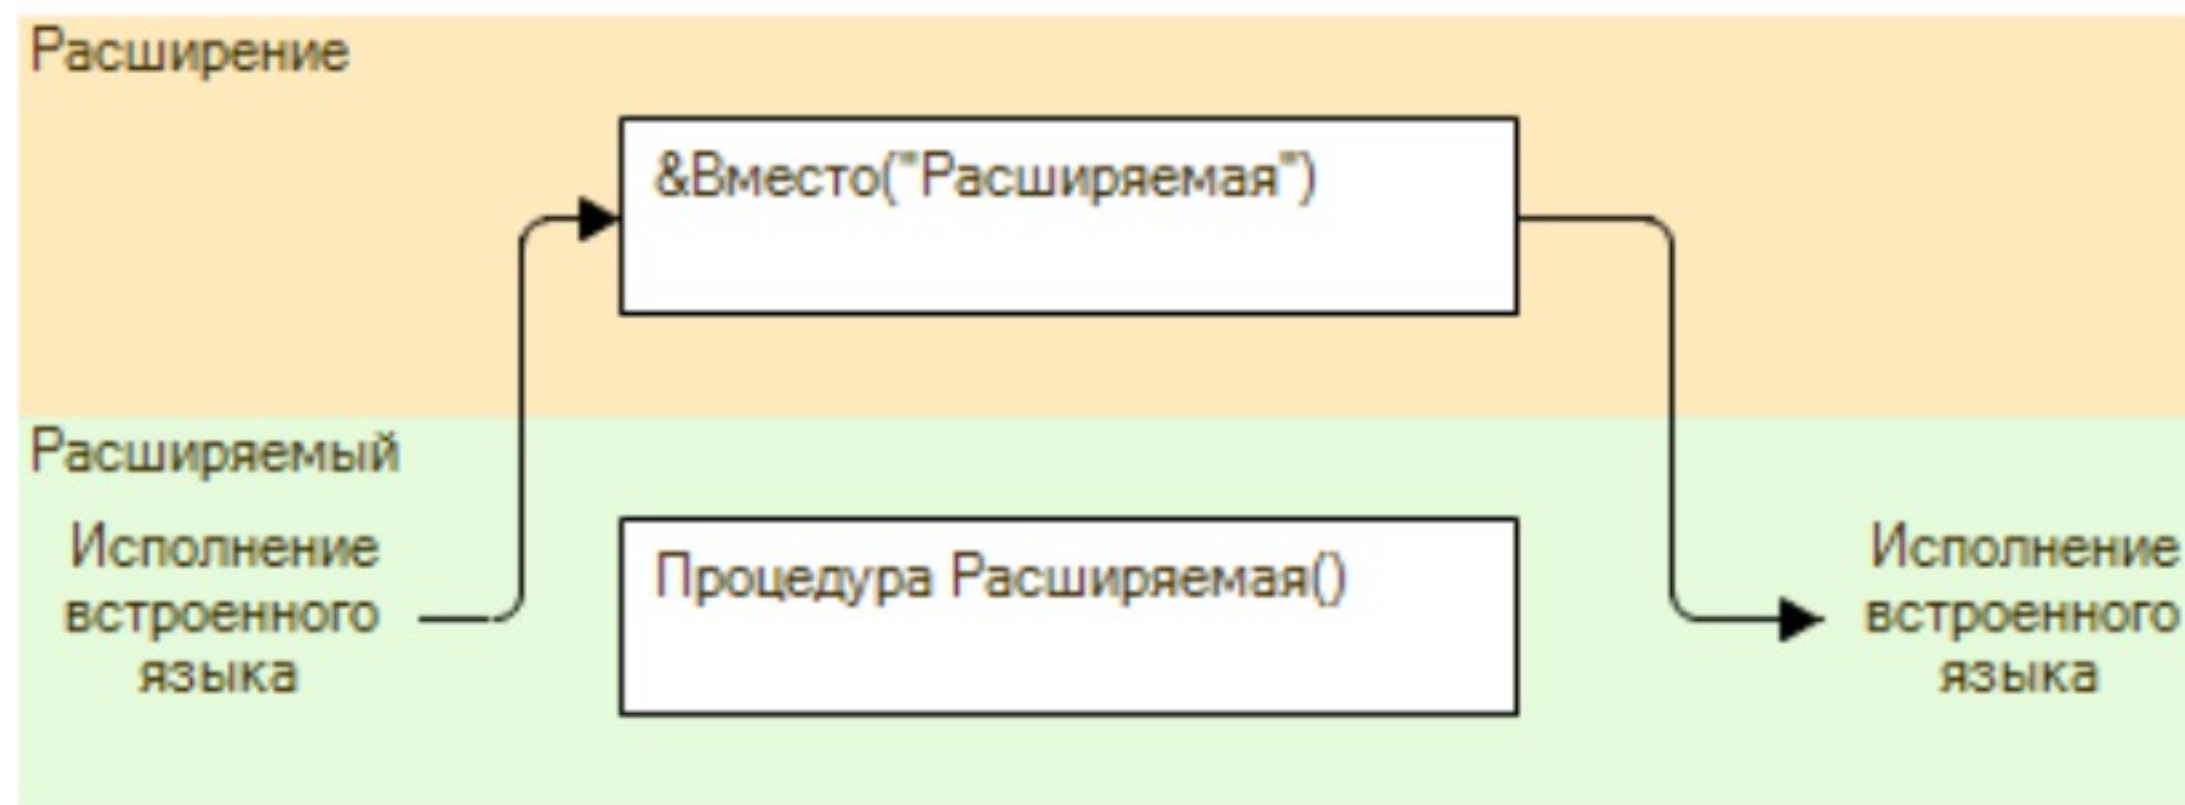 Расширение
&Вместо("Расширяемая")
Расширяемый
Исполнение
встроенного
языка
Процедура Расширяемая()
Исполнение
встроенного
языка